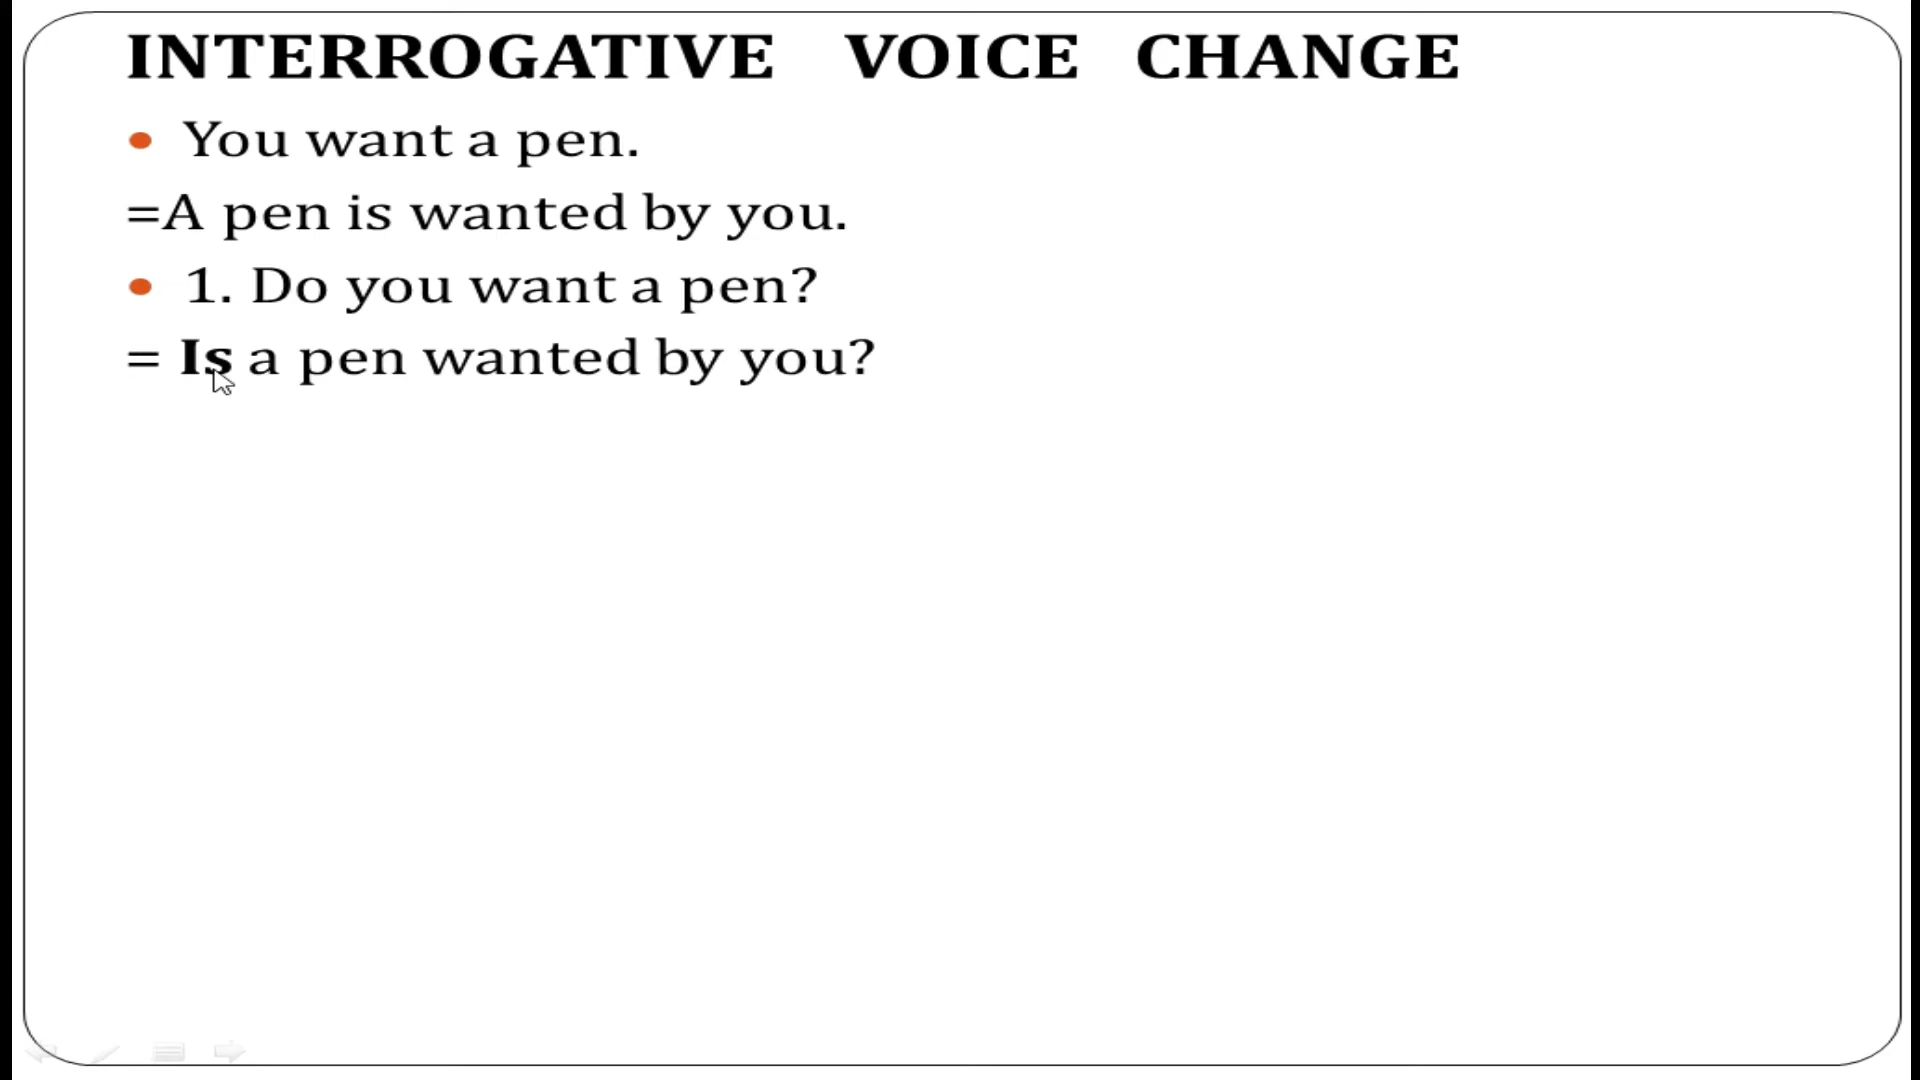 INTERROGATIVE VOICE CHANGE
• You want a pen.
=A pen is wanted by you.
• 1. Do you want a pen?
= Is a pen wanted by you?